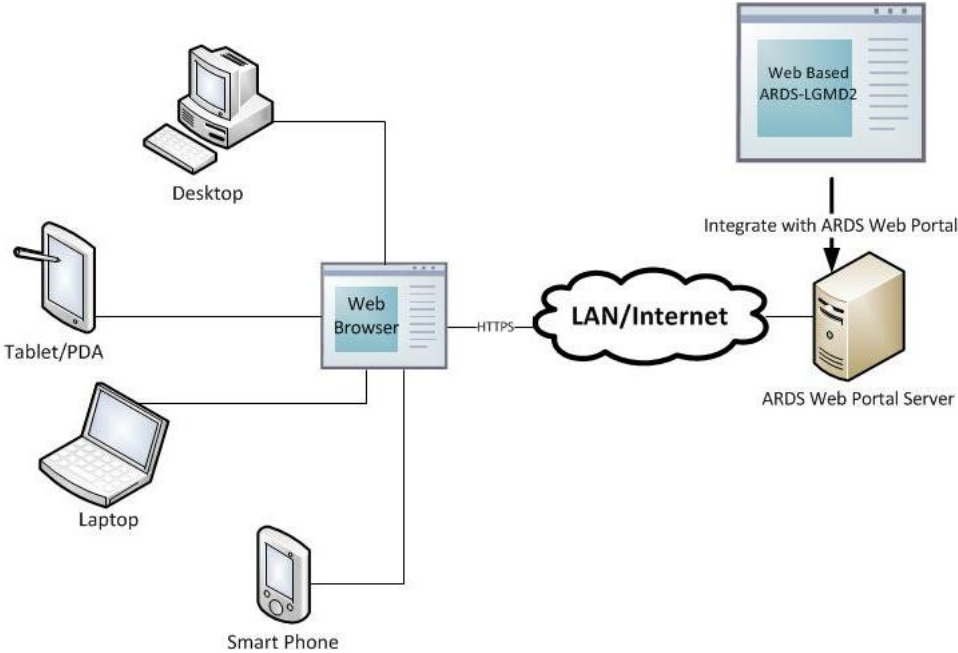 Web Based
ARDS-LGMD2
Desktop
Integrate with ARDS Web Portal
Web
Browser
HTTPS
LAN/Internet
Tablet/PDA
ARDS Web Portal Server
Laptop
Smart Phone